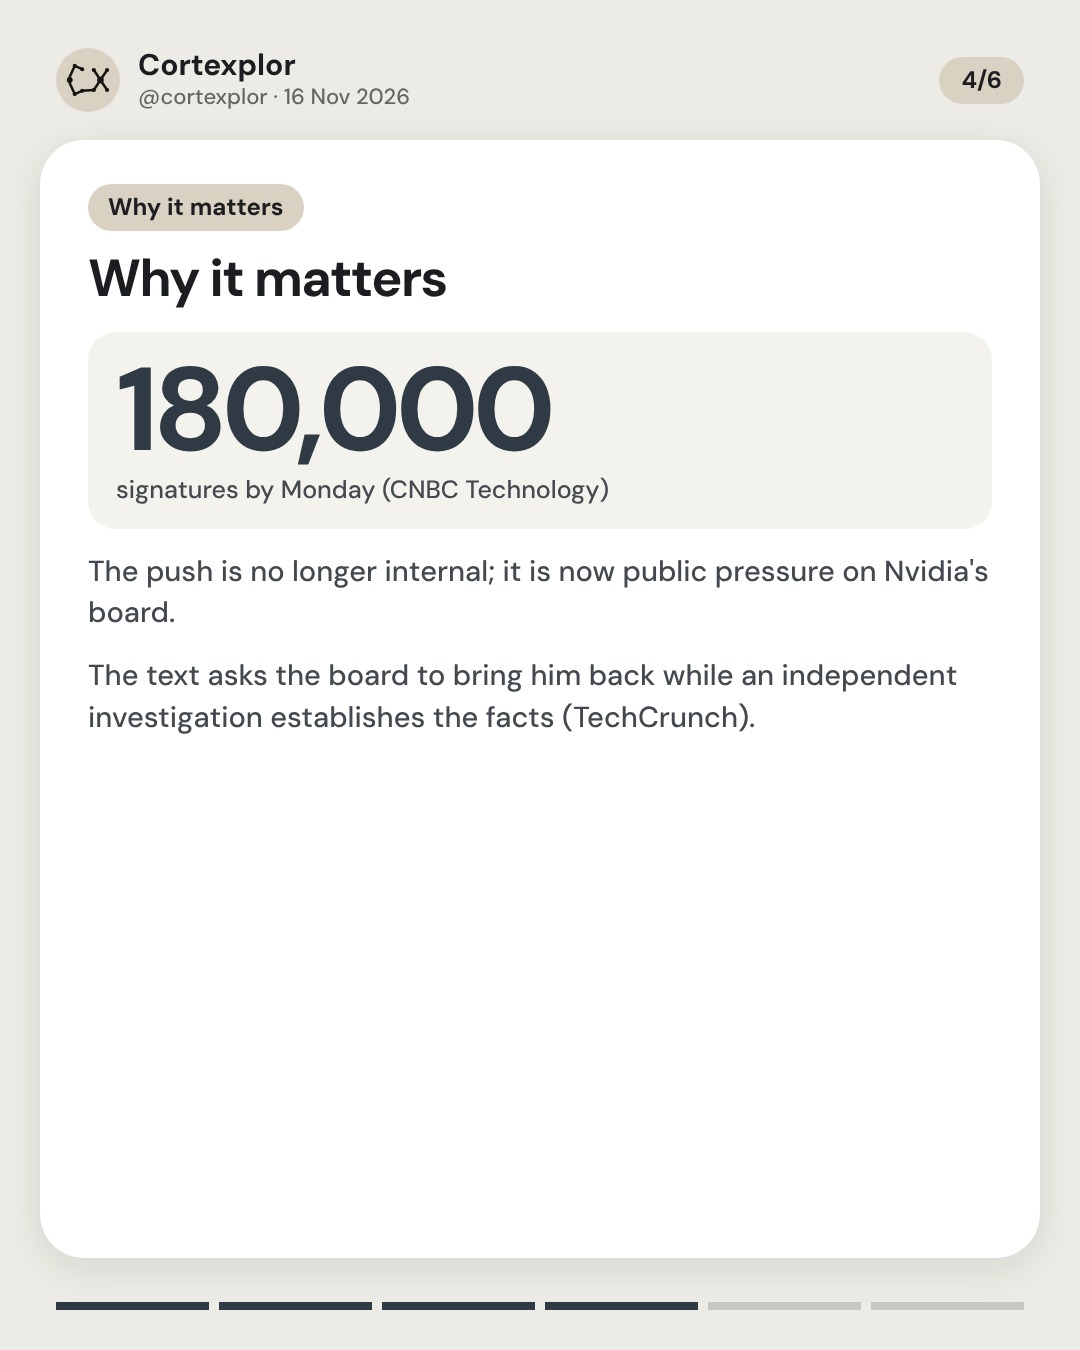 Cortexplor
@cortexplor · 16 Nov 2026
4/6
Why it matters
Why it matters
180,000
signatures by Monday (CNBC Technology)
The push is no longer internal; it is now public pressure on Nvidia's
board.
The text asks the board to bring him back while an independent
investigation establishes the facts (TechCrunch).